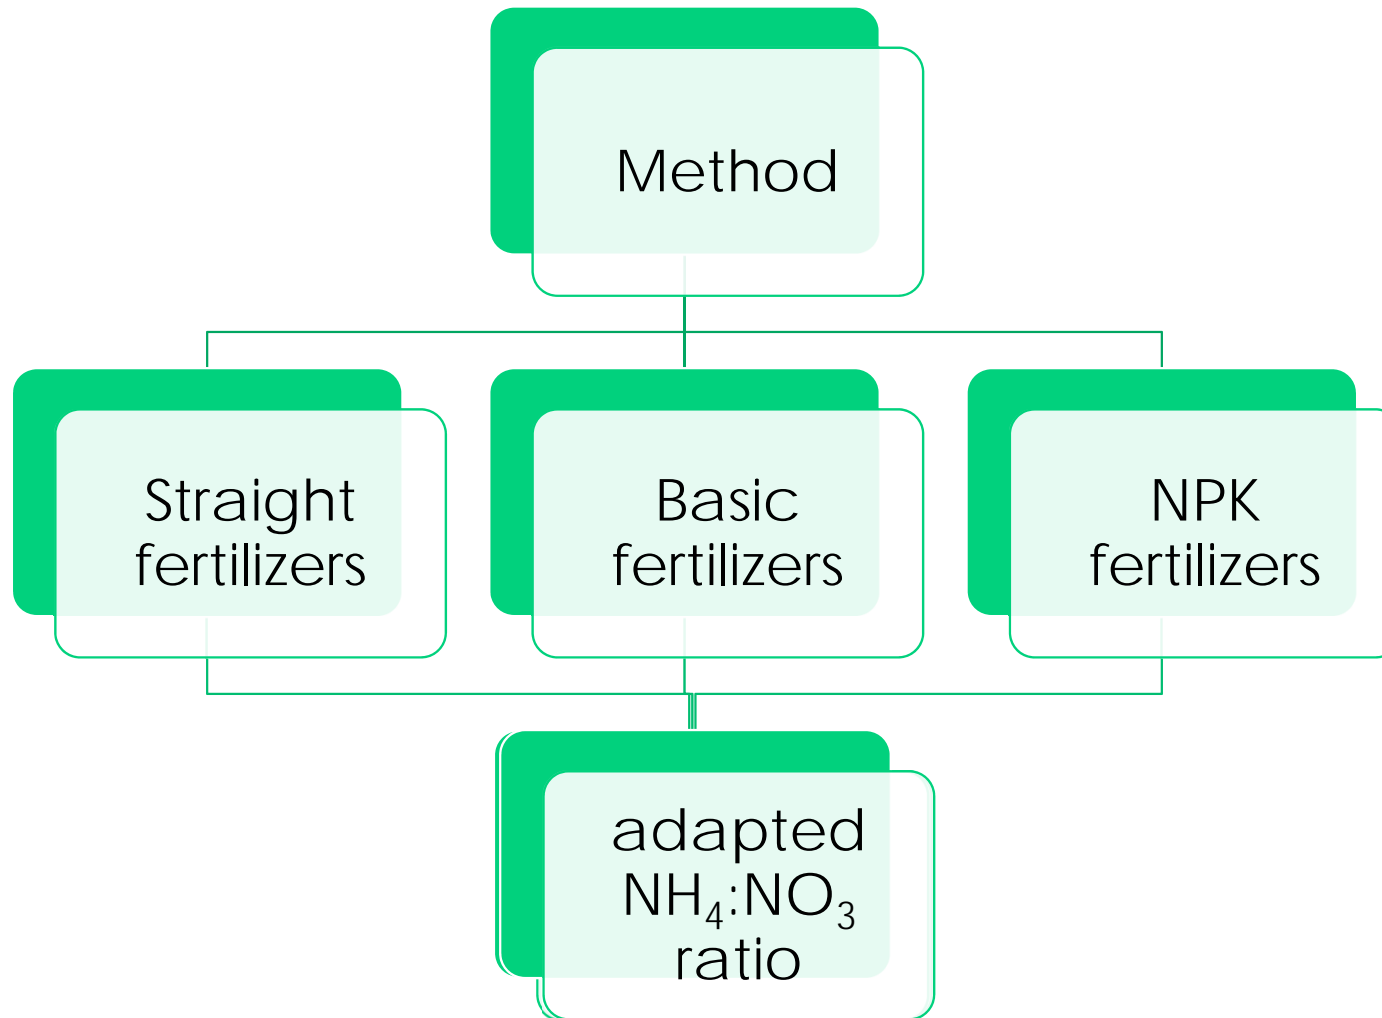 Method
Straight
fertilizers
Basic
fertilizers
NPK
fertilizers
adapted
NH₄:NO₃
ratio